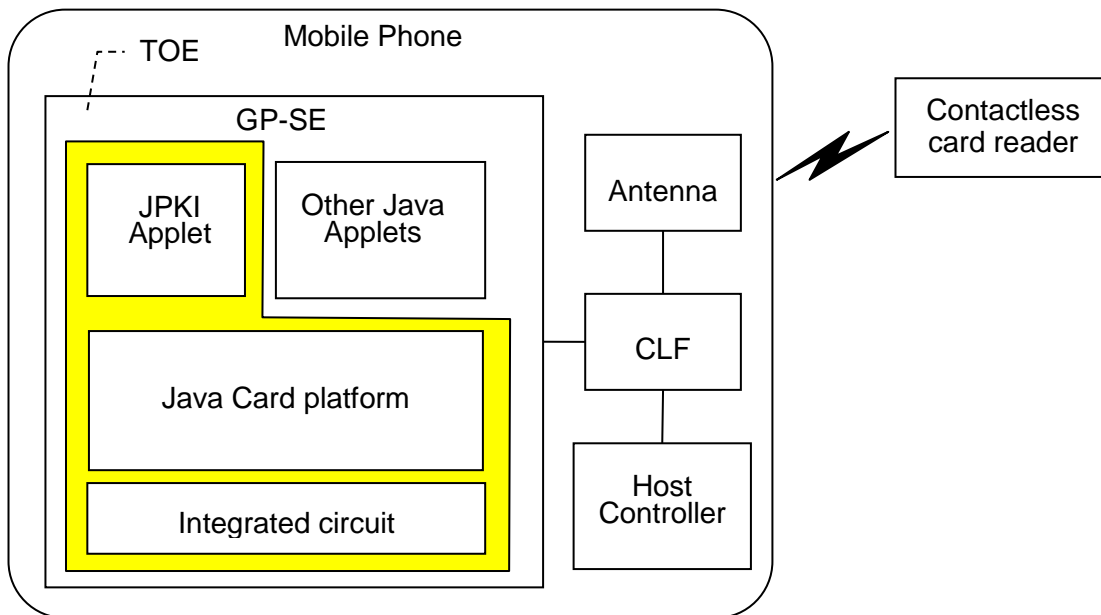 Mobile Phone
TOE
GP-SE
JPKI
Applet
Other Java
Applets
Java Card platform
Integrated circuit
Antenna
CLF
Host
Controller
Contactless
card reader